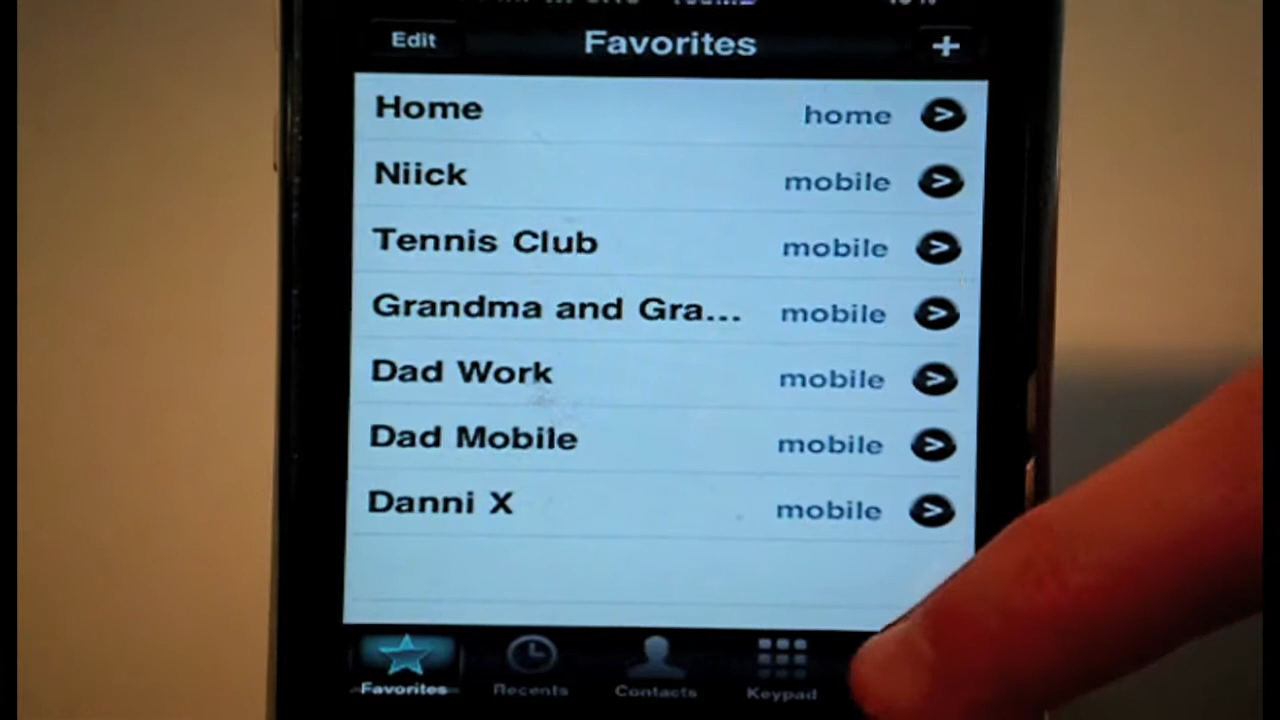 Edit Favorites +
Home home
Niick mobile
Tennis Club mobile
Grandma and Gra... mobile
Dad Work mobile
Dad Mobile mobile
Danni X mobile
Favorites Recents Contacts Keypad